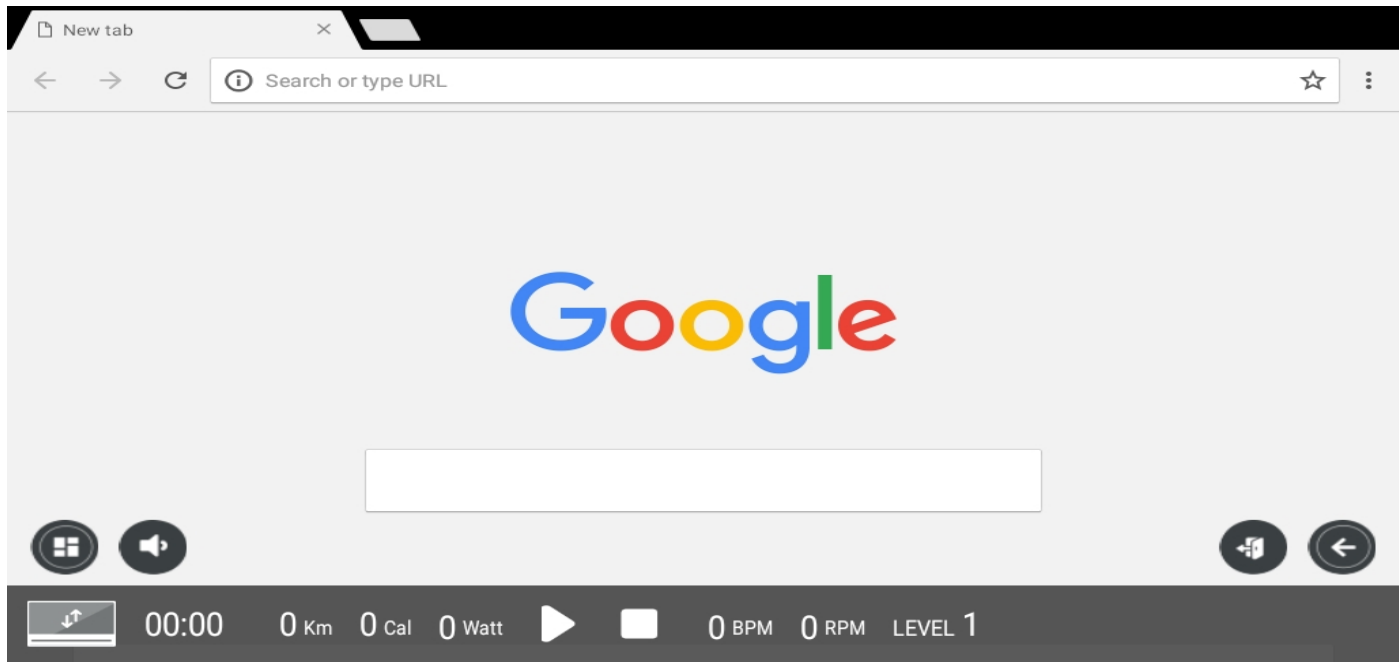 New tab
Search or type URL
Google
00:00 0 Km 0 Cal 0 Watt 0 BPM 0 RPM LEVEL 1